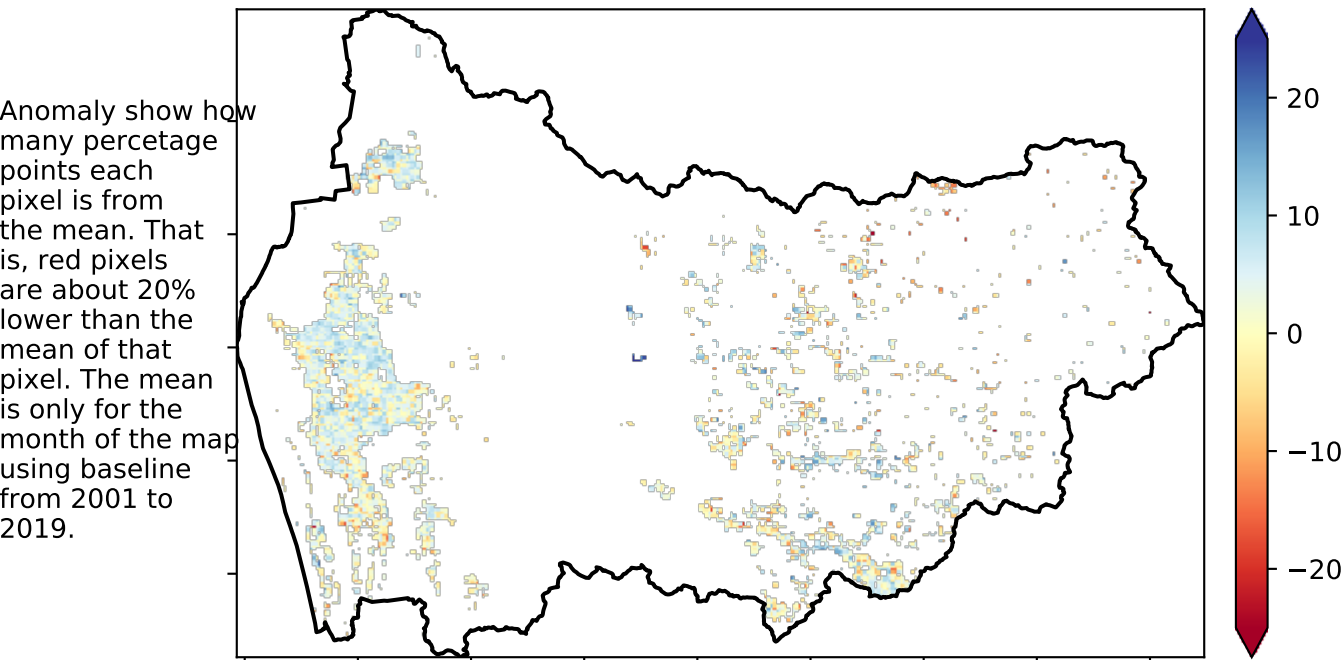 Anomaly show how
many percetage
points each
pixel is from
the mean. That
is, red pixels
are about 20%
lower than the
mean of that
pixel. The mean
is only for the
month of the map
using baseline
from 2001 to
2019.
20
10
0
−10
−20